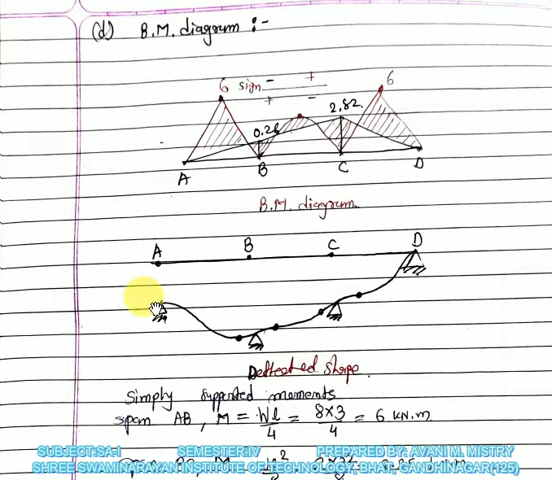 (d) B.M. diagram :-
6 sign - + 6
+ -
0.26 2.82
A B C D
B.M. diagram
A B C D
Deflected shape.
Simply supported moments
span AB, M = Wl/4 = 8×3/4 = 6 KN.m
SUBJECT:SA-I SEMESTER:IV PREPARED BY: AVANI M. MISTRY
SHREE SWAMINARAYAN INSTITUTE OF TECHNOLOGY, BHAT, GANDHINAGAR(125)